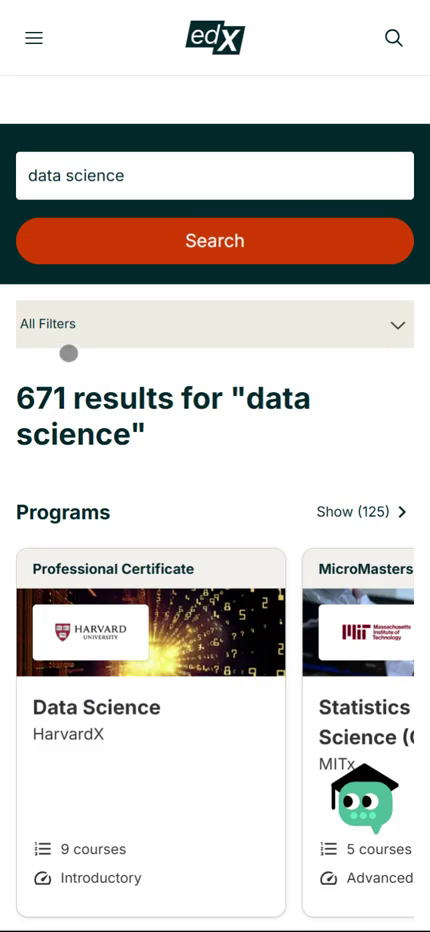 edX
data science
Search
All Filters
671 results for "data
science"
Programs
Show (125)
Professional Certificate
HARVARD
UNIVERSITY
Data Science
HarvardX
9 courses
Introductory
MicroMasters
Massachusetts
Institute of
Technology
Statistics
Science (
MITx
5 courses
Advanced